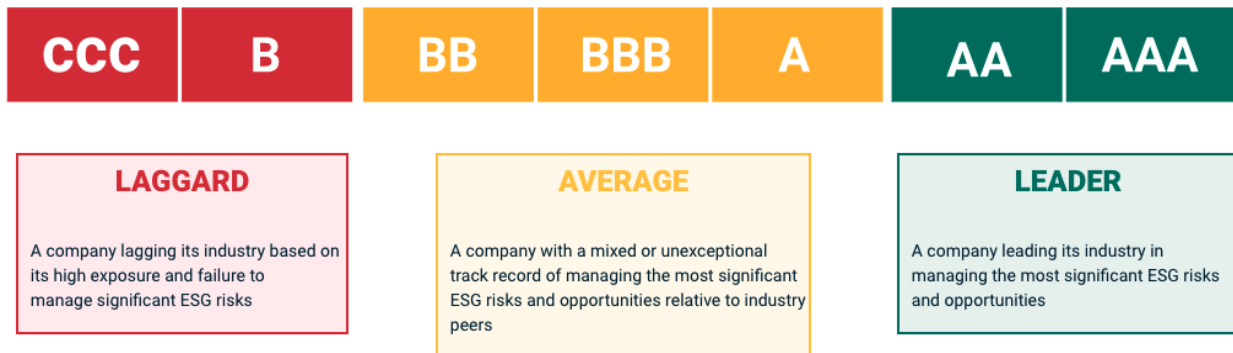 CCC B BB BBB A AA AAA
LAGGARD
A company lagging its industry based on
its high exposure and failure to
manage significant ESG risks
AVERAGE
A company with a mixed or unexceptional
track record of managing the most significant
ESG risks and opportunities relative to industry
peers
LEADER
A company leading its industry in
managing the most significant ESG risks
and opportunities